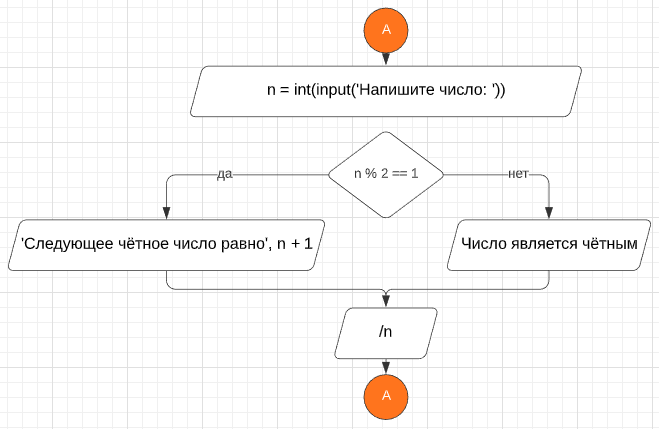 A
n = int(input('Напишите число: '))
n % 2 == 1
да
нет
'Следующее чётное число равно', n + 1
Число является чётным
/n
A